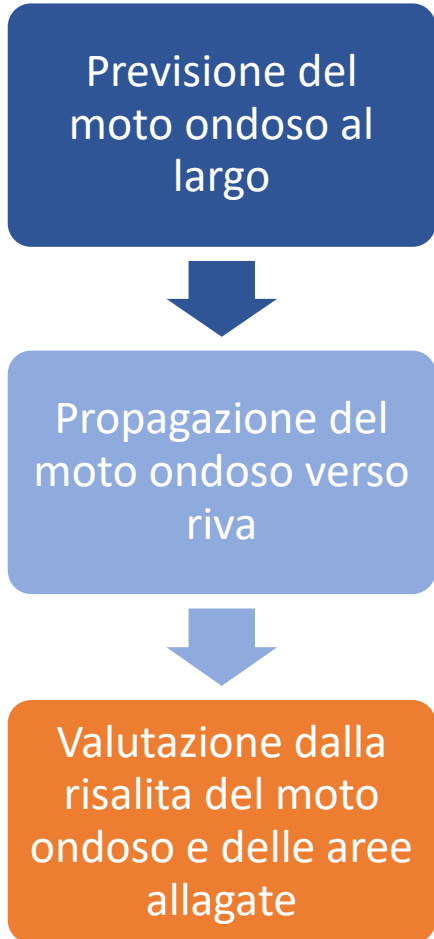 Previsione del
moto ondoso al
largo
Propagazione del
moto ondoso verso
riva
Valutazione dalla
risalita del moto
ondoso e delle aree
allagate